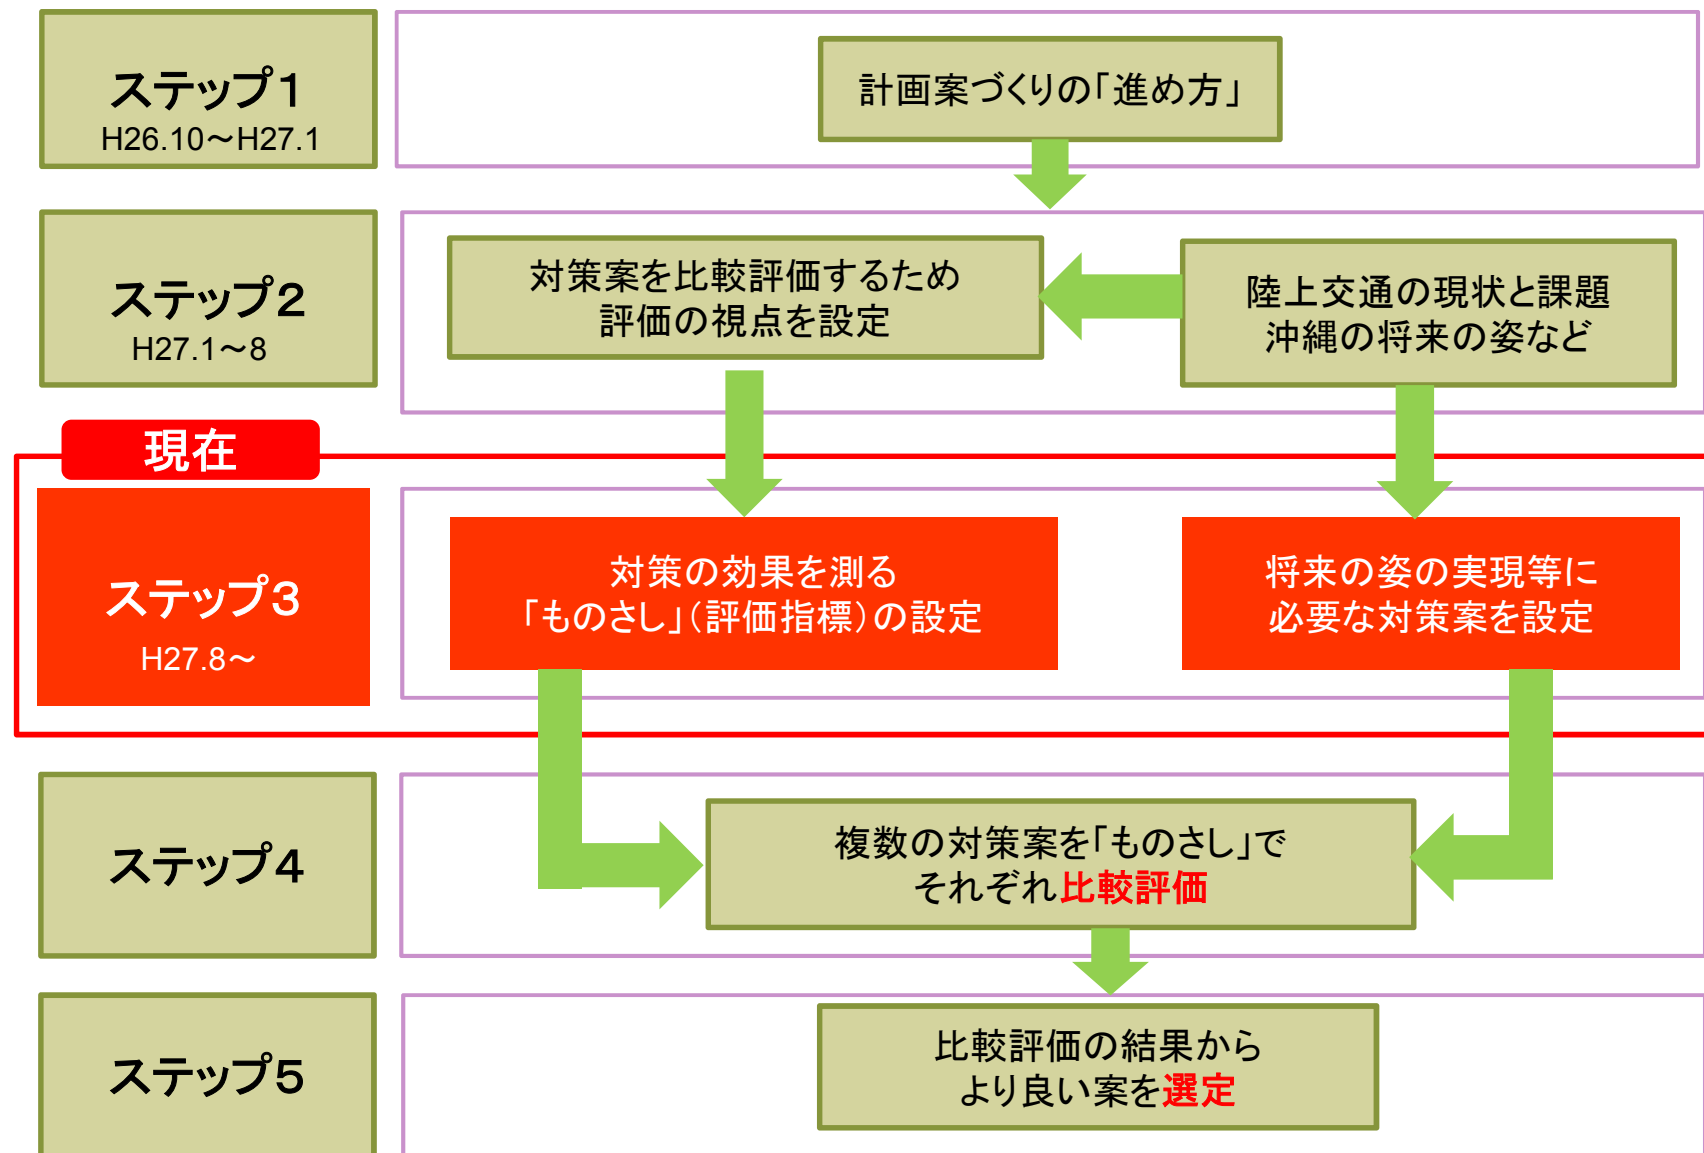 ステップ1
H26.10～H27.1
計画案づくりの「進め方」
ステップ2
H27.1～8
対策案を比較評価するため
評価の視点を設定
陸上交通の現状と課題
沖縄の将来の姿など
現在
ステップ3
H27.8～
対策の効果を測る
「ものさし」（評価指標）の設定
将来の姿の実現等に
必要な対策案を設定
ステップ4
複数の対策案を「ものさし」で
それぞれ比較評価
ステップ5
比較評価の結果から
より良い案を選定